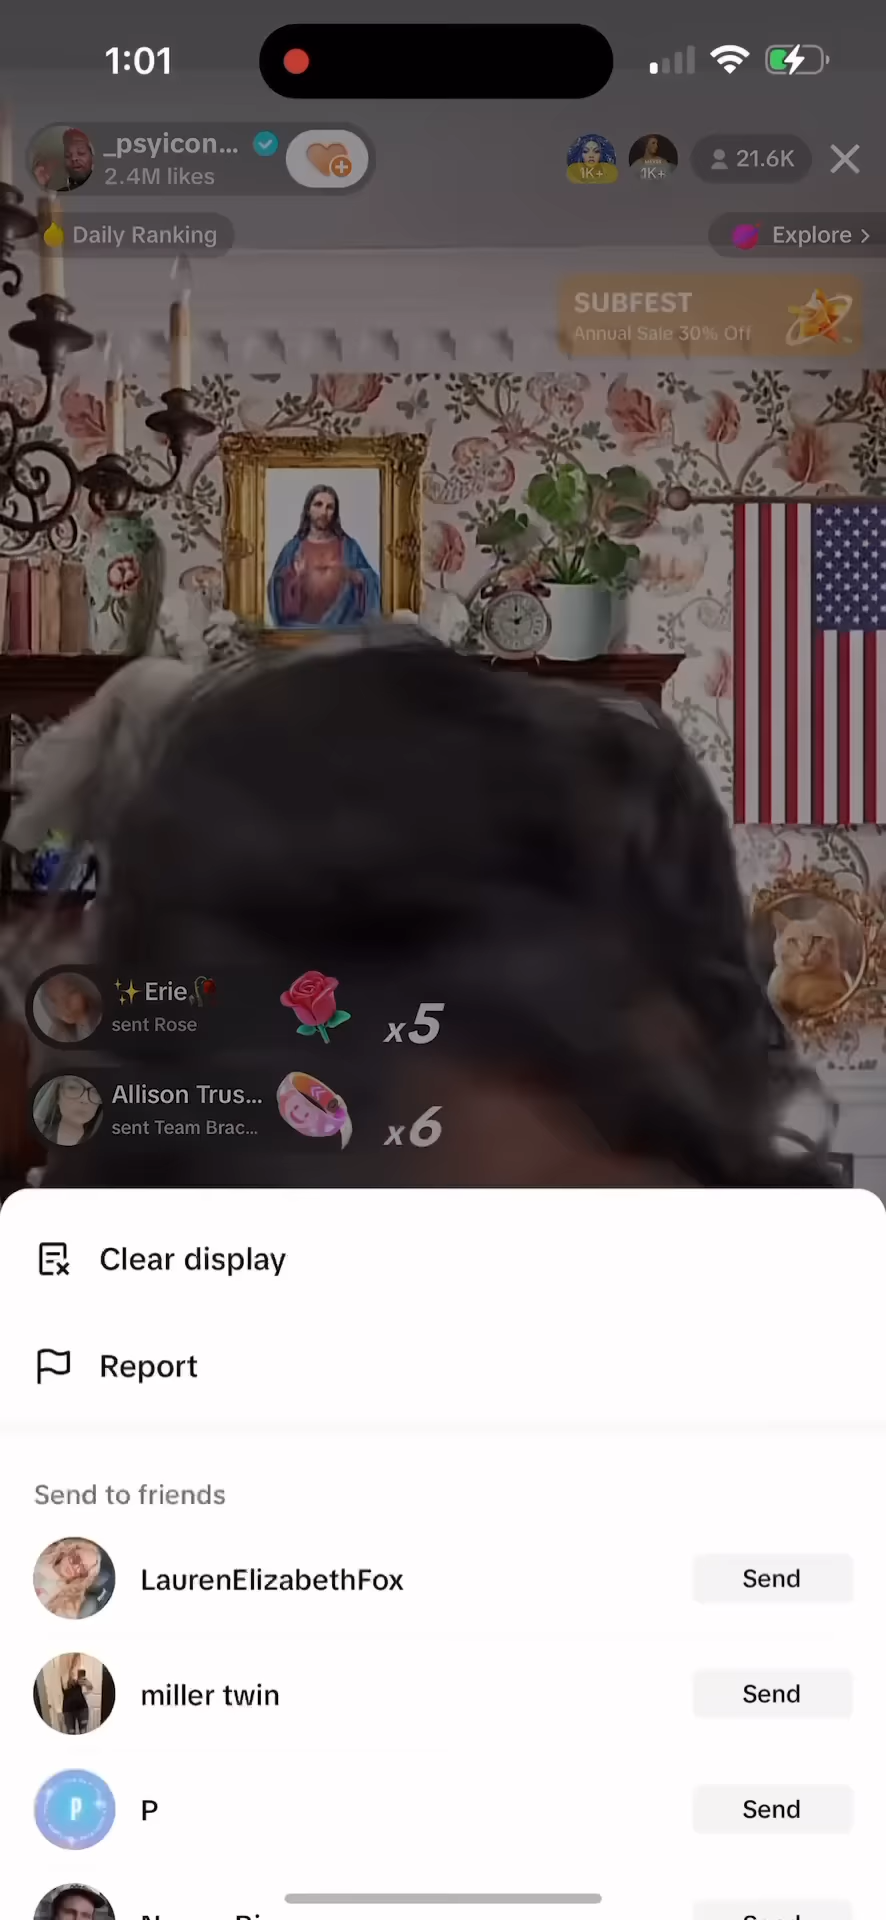 1:01
_psyicon...
2.4M likes
1K+
1K+
21.6K
Daily Ranking
Explore >
SUBFEST
Annual Sale 30% Off
✨Erie🥀
sent Rose
x5
Allison Trus...
sent Team Brac...
x6
Clear display
Report
Send to friends
LaurenElizabethFox
Send
miller twin
Send
P
P
Send